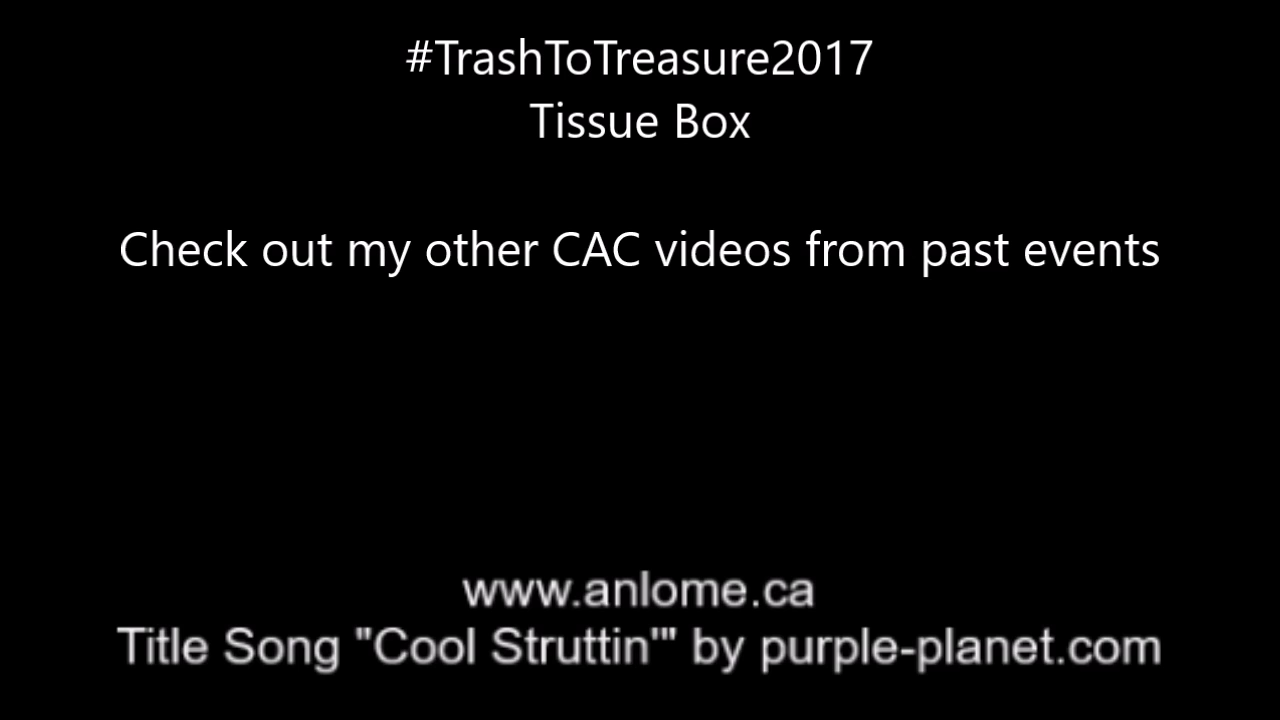 #TrashToTreasure2017
Tissue Box
Check out my other CAC videos from past events
www.anlome.ca
Title Song "Cool Struttin'" by purple-planet.com